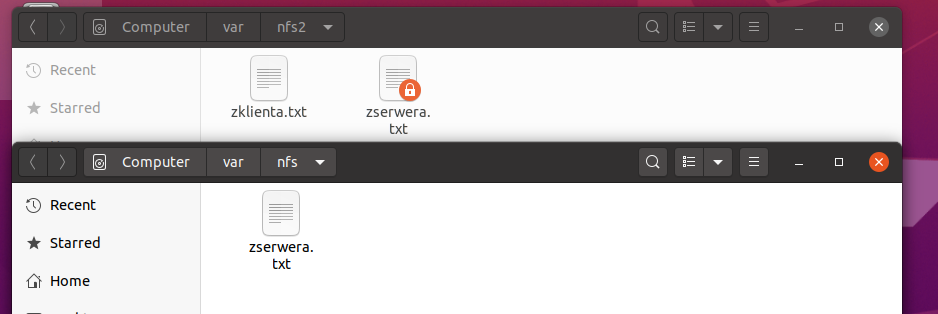 Computer var nfs2
Recent
Starred
zklienta.txt
zserwera.
txt
Computer var nfs
Recent
Starred
Home
zserwera.
txt